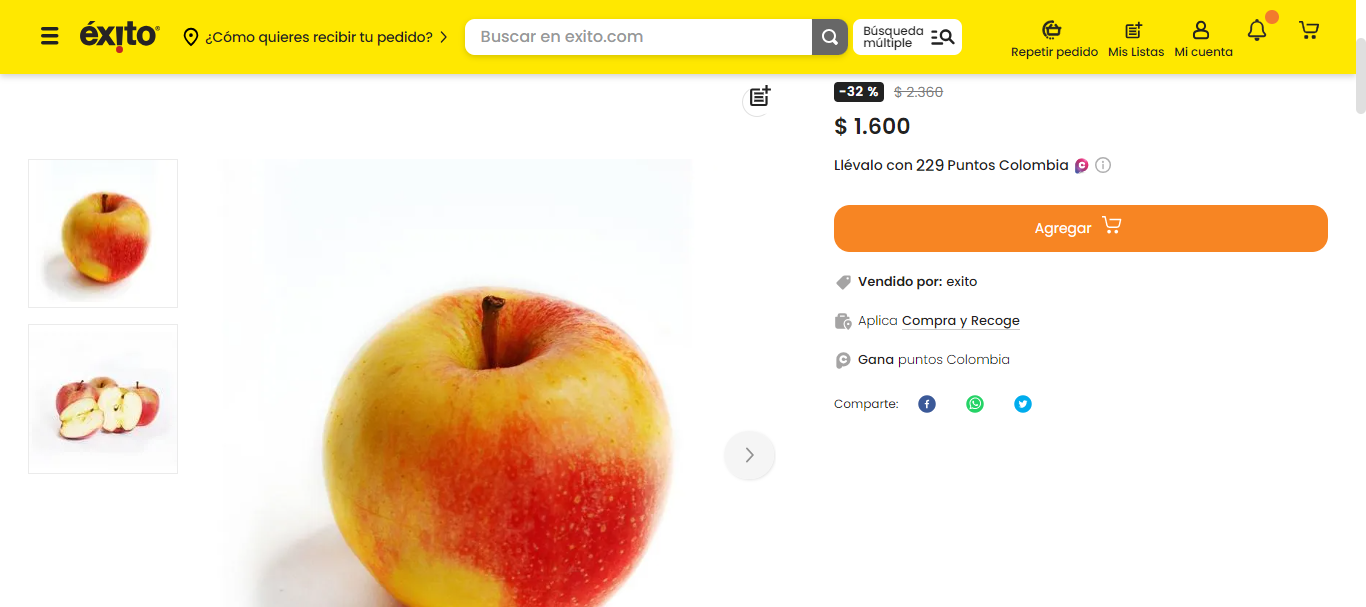 éxito
¿Cómo quieres recibir tu pedido?
Buscar en exito.com
Búsqueda
múltiple
Repetir pedido
Mis Listas
Mi cuenta
-32 % $ 2.360
$ 1.600
Llévalo con 229 Puntos Colombia
Agregar
Vendido por: exito
Aplica Compra y Recoge
Gana puntos Colombia
Comparte: